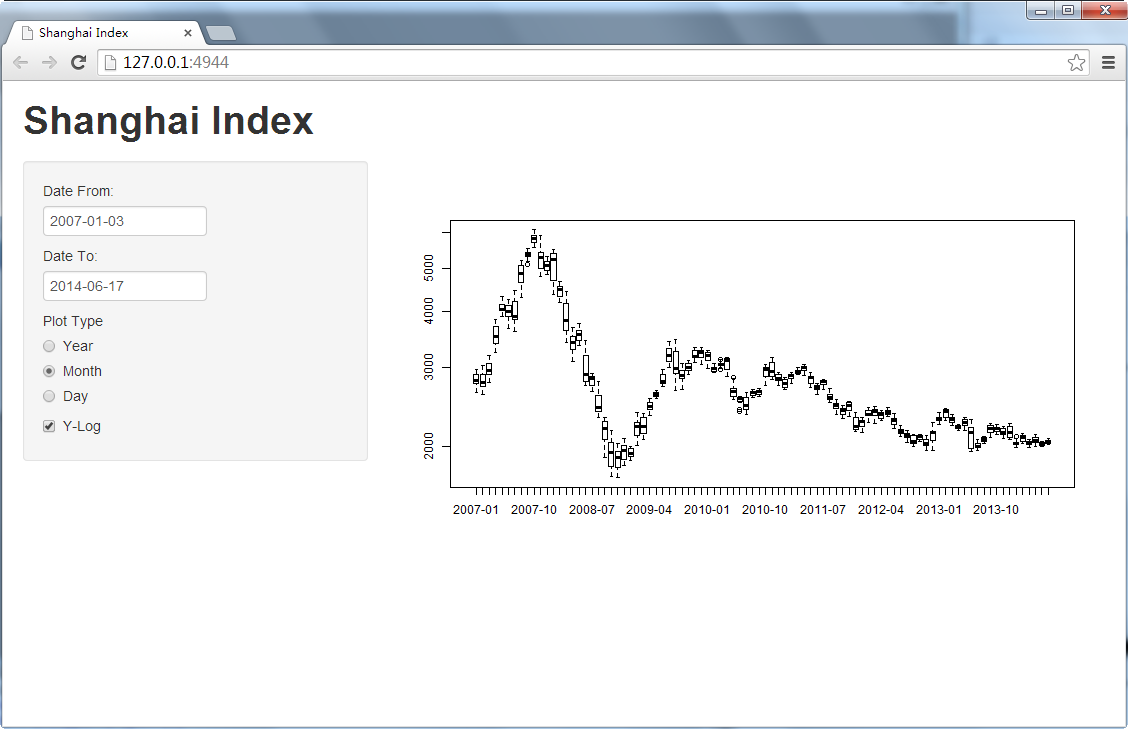 Shanghai Index
127.0.0.1:4944
Shanghai Index
Date From:
2007-01-03
Date To:
2014-06-17
Plot Type
Year
Month
Day
Y-Log
5000
4000
3000
2000
2007-01 2007-10 2008-07 2009-04 2010-01 2010-10 2011-07 2012-04 2013-01 2013-10